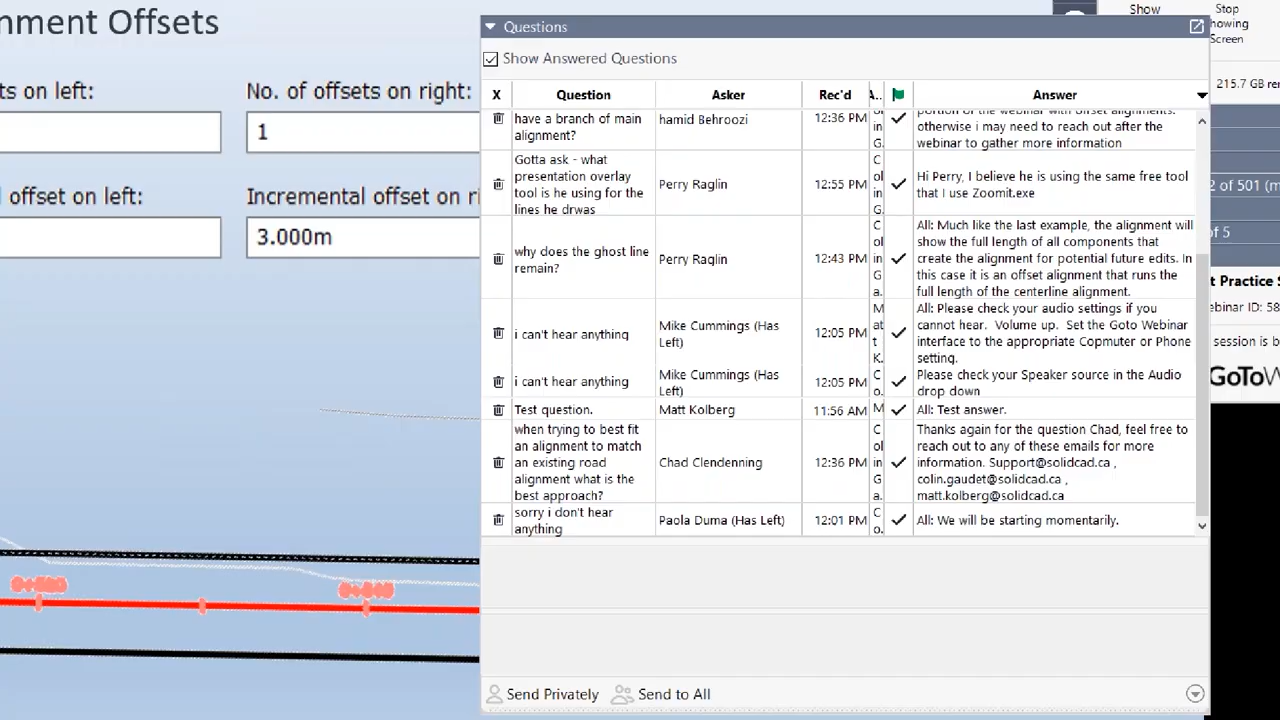 nment Offsets
ts on left:
No. of offsets on right:
1
l offset on left:
Incremental offset on ri
3.000m
Questions
Show Answered Questions
X Question Asker Rec'd A.. Answer
have a branch of main
alignment?
hamid Behroozi
12:36 PM
portion of the webinar with offset alignments.
otherwise i may need to reach out after the
webinar to gather more information
Gotta ask - what
presentation overlay
tool is he using for the
lines he drwas
Perry Raglin
12:55 PM
C
ol
in
G.
Hi Perry, I believe he is using the same free tool
that I use Zoomit.exe
why does the ghost line
remain?
Perry Raglin
12:43 PM
C
ol
in
G
a.
All: Much like the last example, the alignment will
show the full length of all components that
create the alignment for potential future edits. In
this case it is an offset alignment that runs the
full length of the centerline alignment.
i can't hear anything
Mike Cummings (Has
Left)
12:05 PM
M
at
t
K.
All: Please check your audio settings if you
cannot hear. Volume up. Set the Goto Webinar
interface to the appropriate Copmuter or Phone
setting.
i can't hear anything
Mike Cummings (Has
Left)
12:05 PM
C
o.
Please check your Speaker source in the Audio
drop down
Test question.
Matt Kolberg
11:56 AM
M
All: Test answer.
when trying to best fit
an alignment to match
an existing road
alignment what is the
best approach?
Chad Clendenning
12:36 PM
C
ol
in
G
a.
Thanks again for the question Chad, feel free to
reach out to any of these emails for more
information. Support@solidcad.ca ,
colin.gaudet@solidcad.ca ,
matt.kolberg@solidcad.ca
sorry i don't hear
anything
Paola Duma (Has Left)
12:01 PM
C
o.
All: We will be starting momentarily.
Send Privately
Send to All
Show
Stop
howing
Screen
215.7 GB re
2 of 501 (m
of 5
t Practice S
ebinar ID: 58
session is b
GoToW